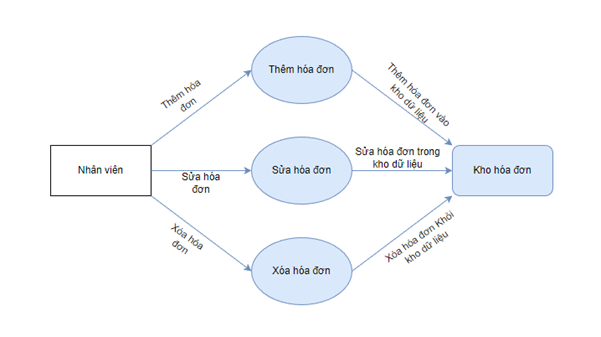 Thêm hóa đơn
Thêm hóa
đơn
Thêm hóa đơn vào
kho dữ liệu
Nhân viên
Sửa hóa
đơn
Sửa hóa đơn
Sửa hóa đơn trong
kho dữ liệu
Kho hóa đơn
Xóa hóa
đơn
Xóa hóa đơn
Xóa hóa đơn Khỏi
kho dữ liệu